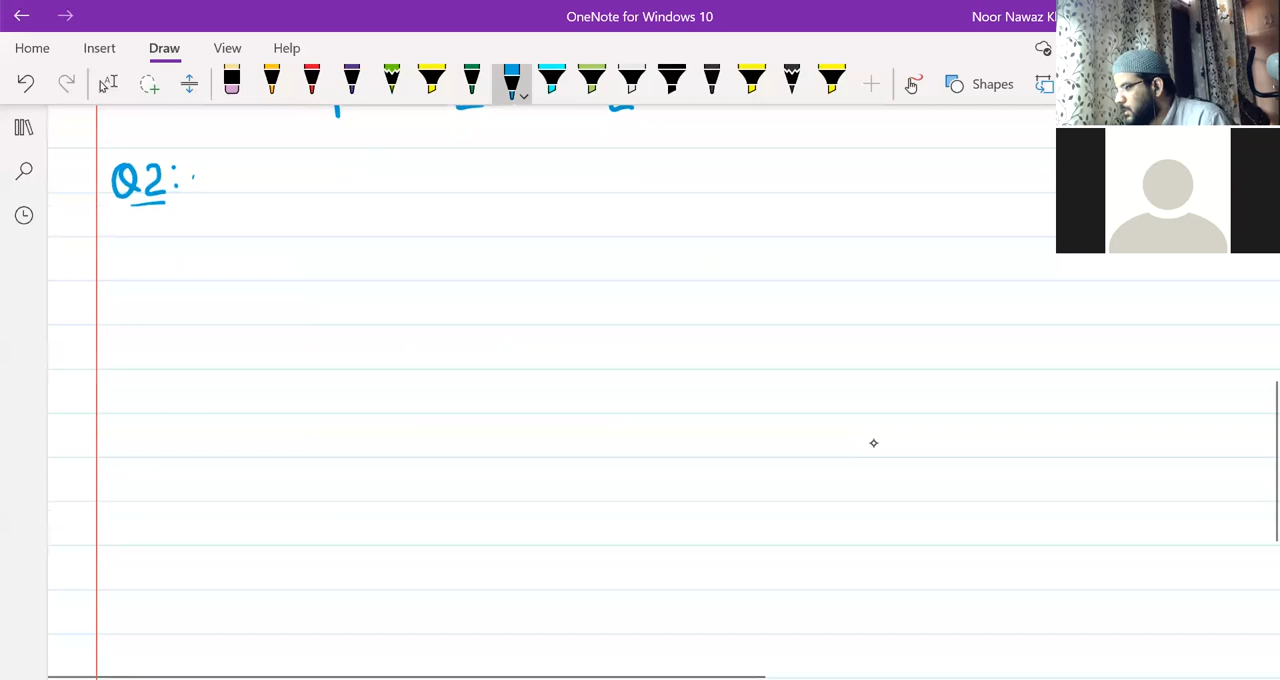 OneNote for Windows 10
Noor Nawaz K
Home Insert Draw View Help
Shapes
Q2: